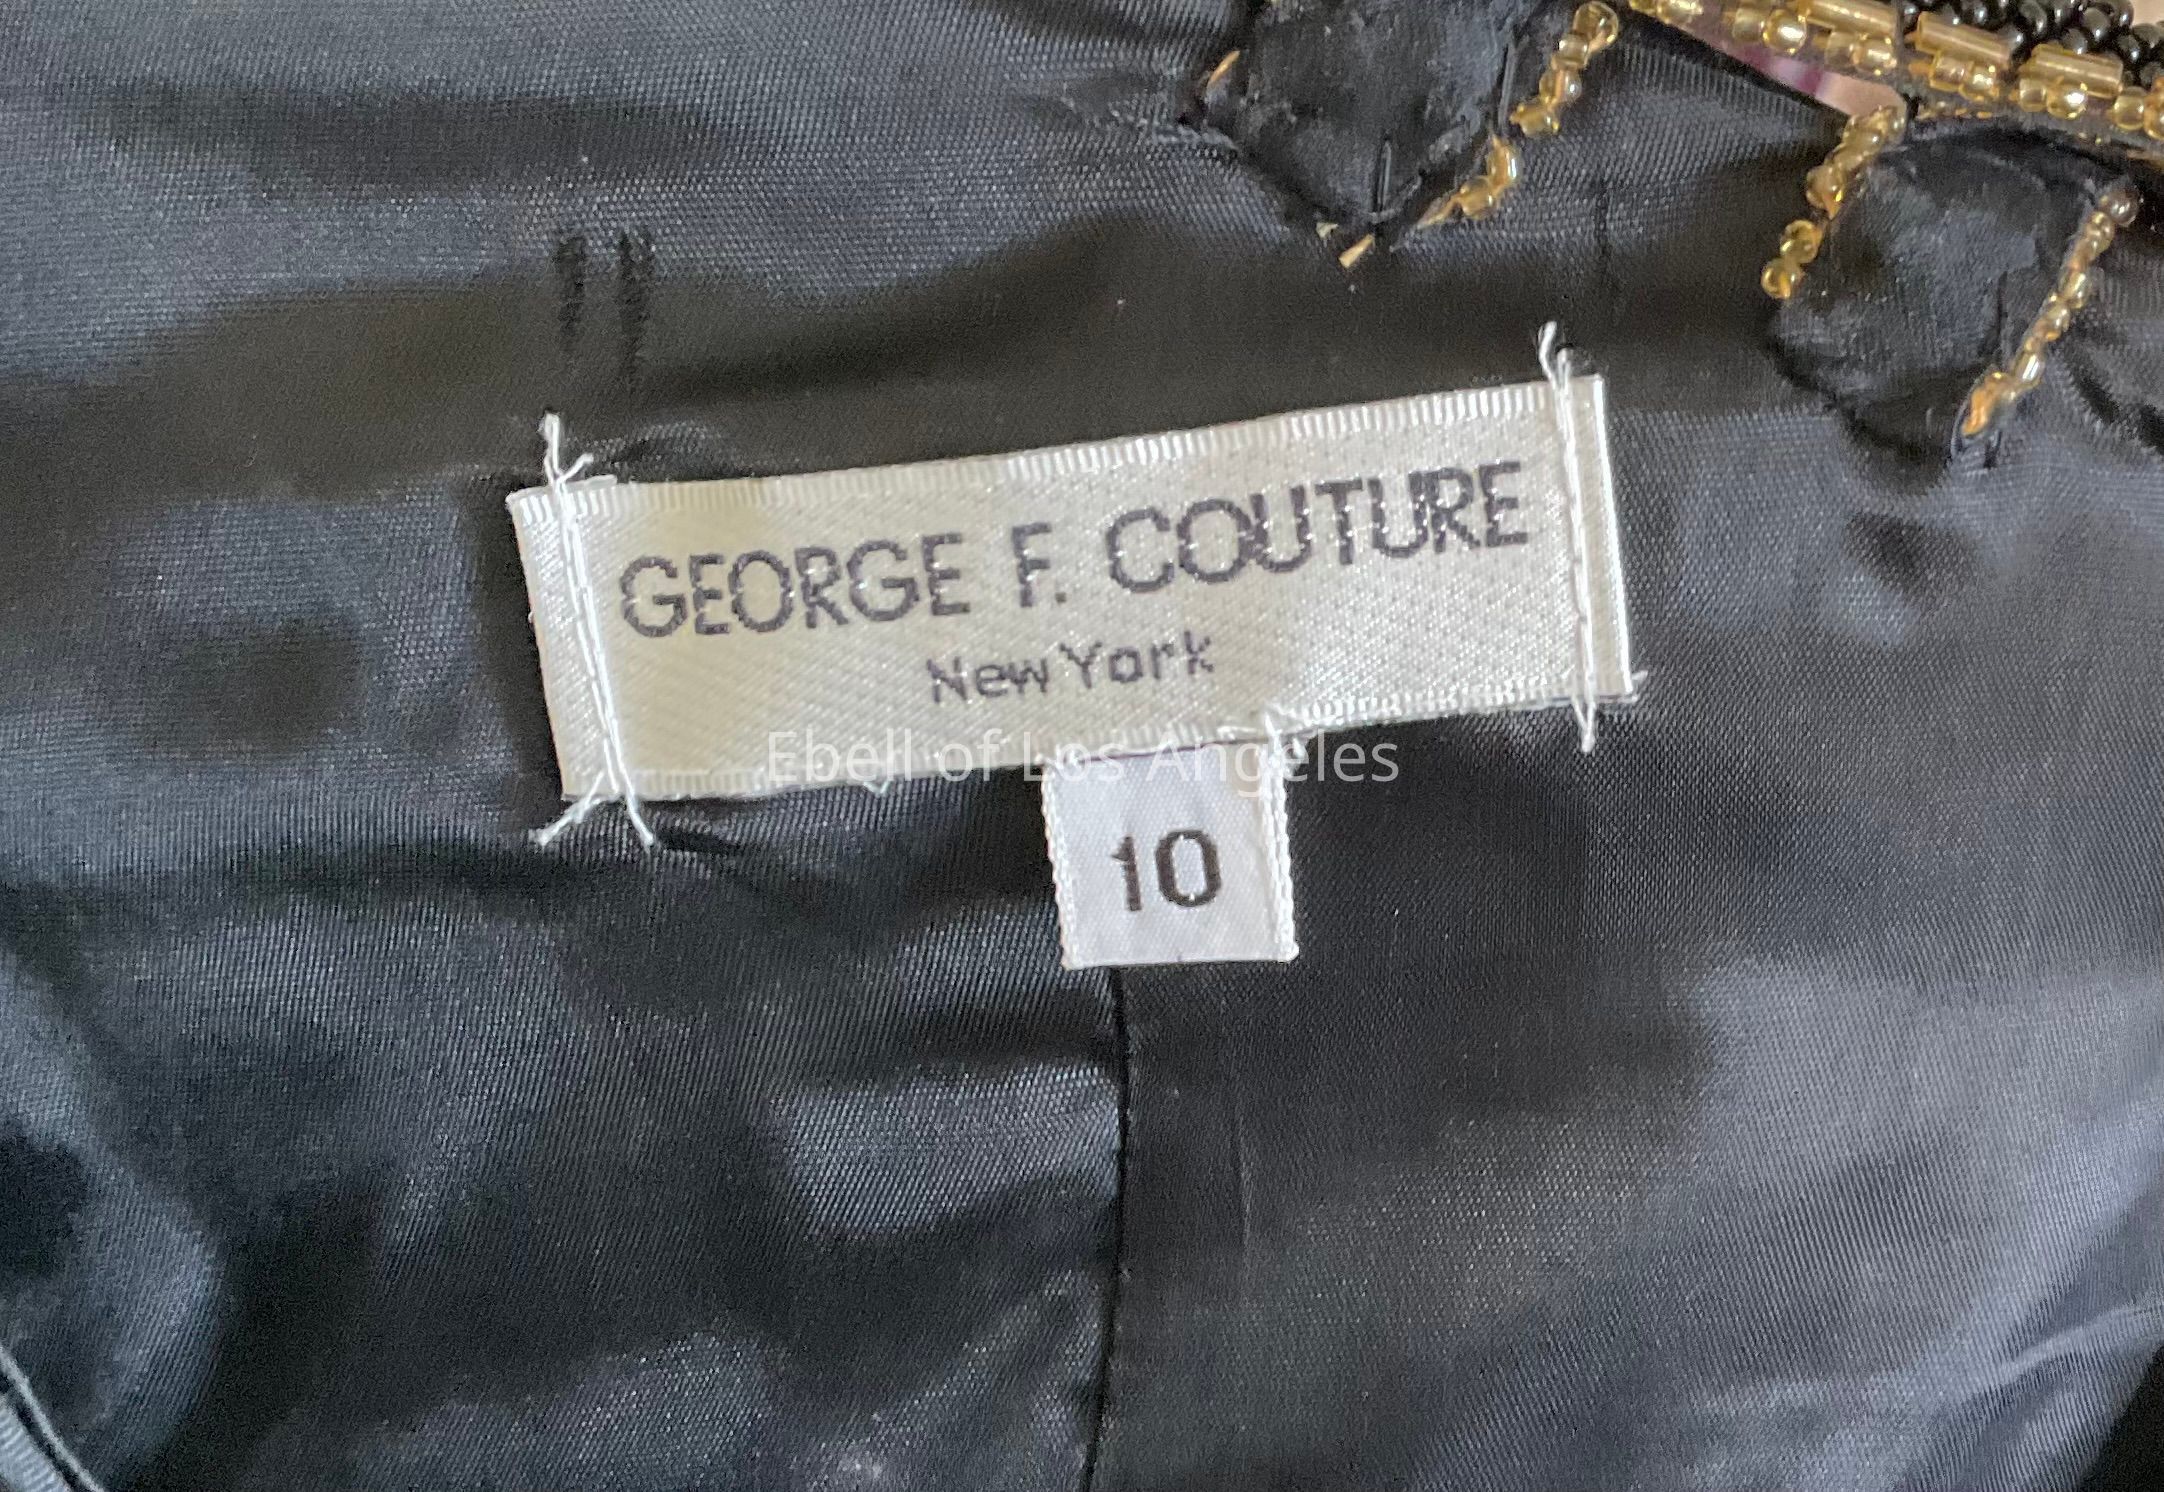 GEORGE F. COUTURE
New York
Ebell of Los Angeles
10